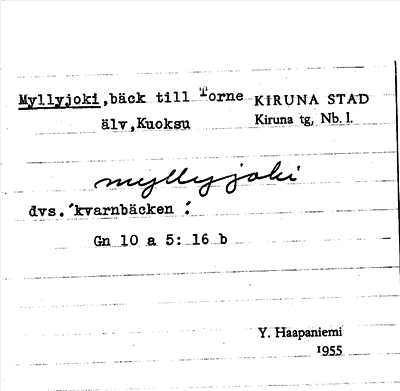 Myllyjoki, bäck till Torne KIRUNA STAD
älv, Kuoksu Kiruna tg, Nb. l.
myllyjoki
dvs. ´kvarnbäcken ´.
Gn 10 a 5: 16 b
Y. Haapaniemi
1955